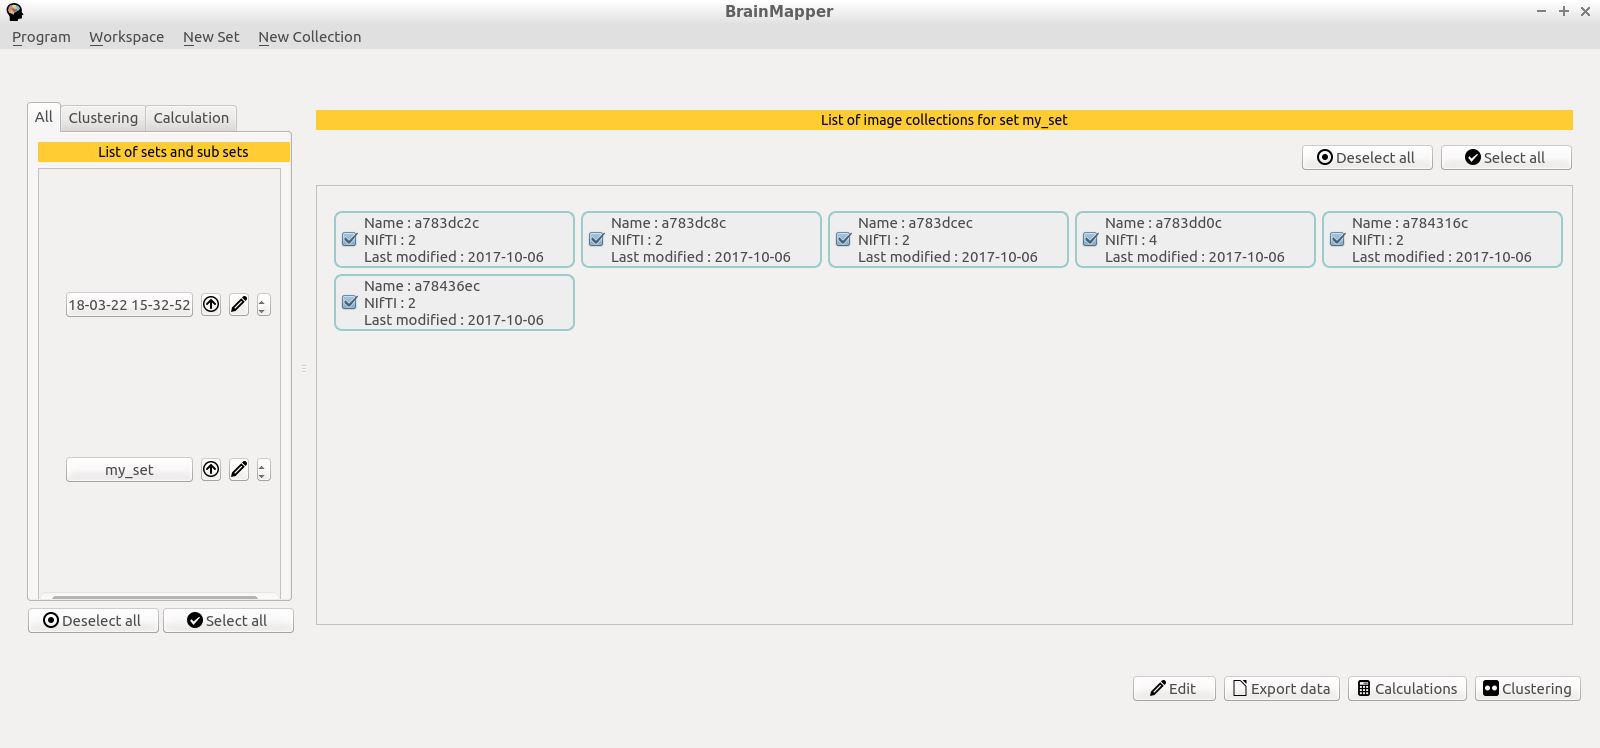 BrainMapper
Program Workspace New Set New Collection
All Clustering Calculation
List of sets and sub sets
18-03-22 15-32-52
my_set
Deselect all Select all
List of image collections for set my_set
Deselect all Select all
Name : a783dc2c
NIfTI : 2
Last modified : 2017-10-06
Name : a783dc8c
NIfTI : 2
Last modified : 2017-10-06
Name : a783dcec
NIfTI : 2
Last modified : 2017-10-06
Name : a783dd0c
NIfTI : 4
Last modified : 2017-10-06
Name : a784316c
NIfTI : 2
Last modified : 2017-10-06
Name : a78436ec
NIfTI : 2
Last modified : 2017-10-06
Edit Export data Calculations Clustering